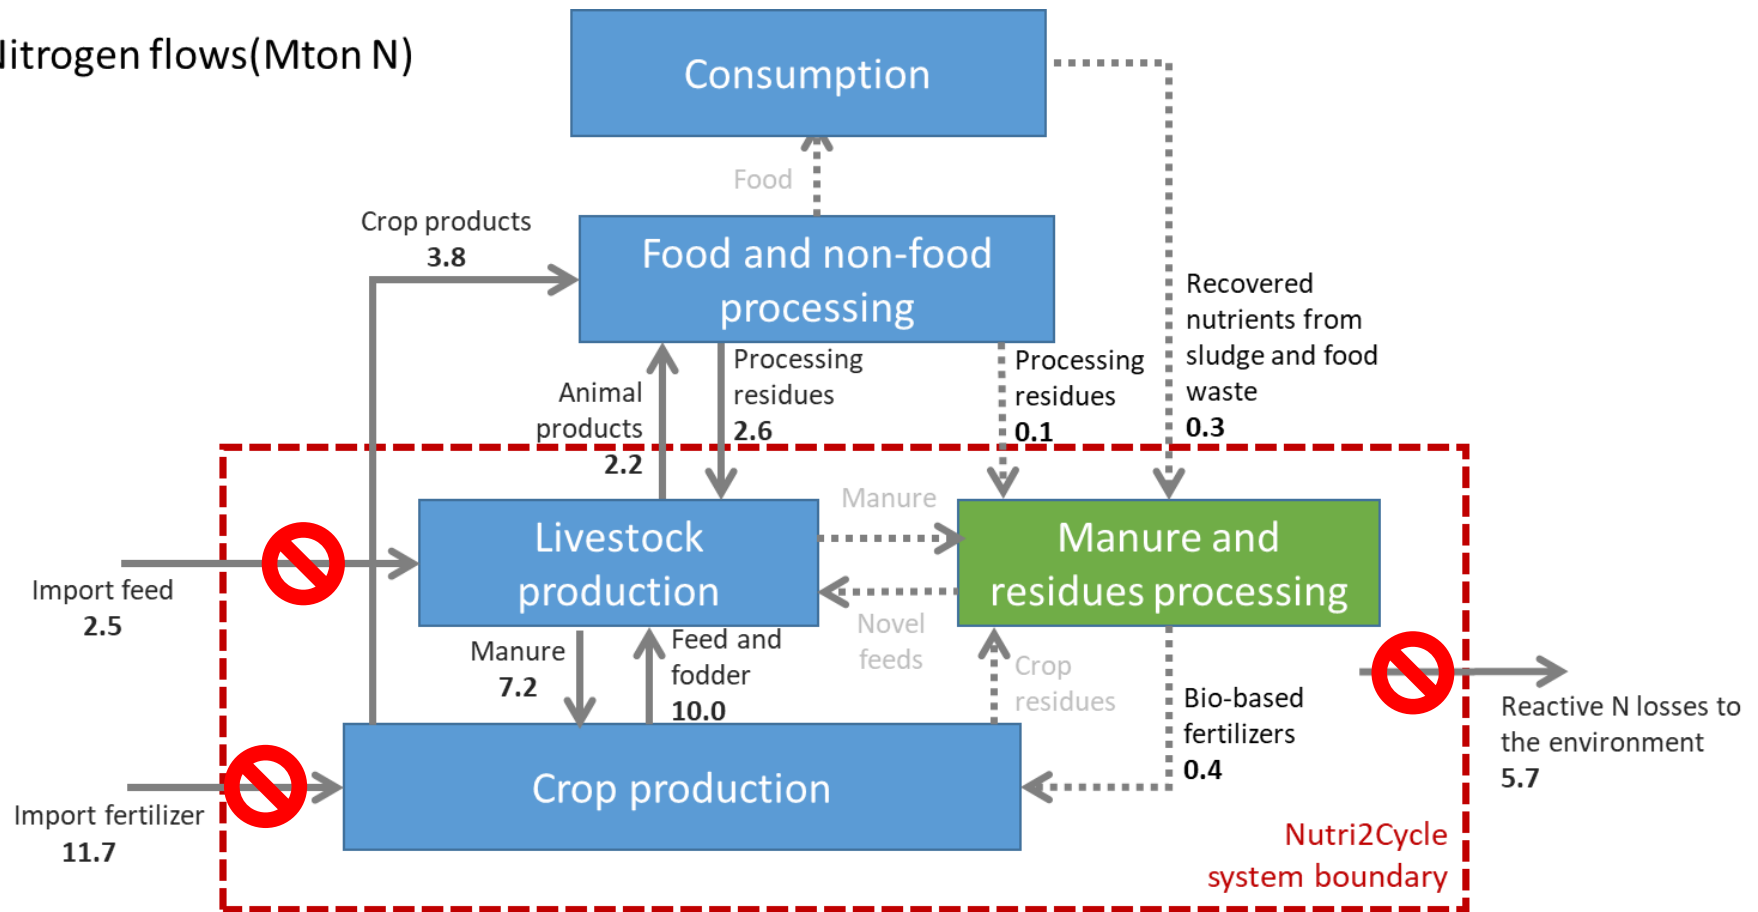 Nitrogen flows(Mton N)
Consumption
Food
Crop products
3.8
Food and non-food
processing
Recovered
nutrients from
sludge and food
waste
0.3
Processing
residues
2.6
Processing
residues
0.1
Animal
products
2.2
Manure
Livestock
production
Manure and
residues processing
Import feed
2.5
Novel
feeds
Manure
7.2
Feed and
fodder
10.0
Crop
residues
Bio-based
fertilizers
0.4
Reactive N losses to
the environment
5.7
Crop production
Import fertilizer
11.7
Nutri2Cycle
system boundary